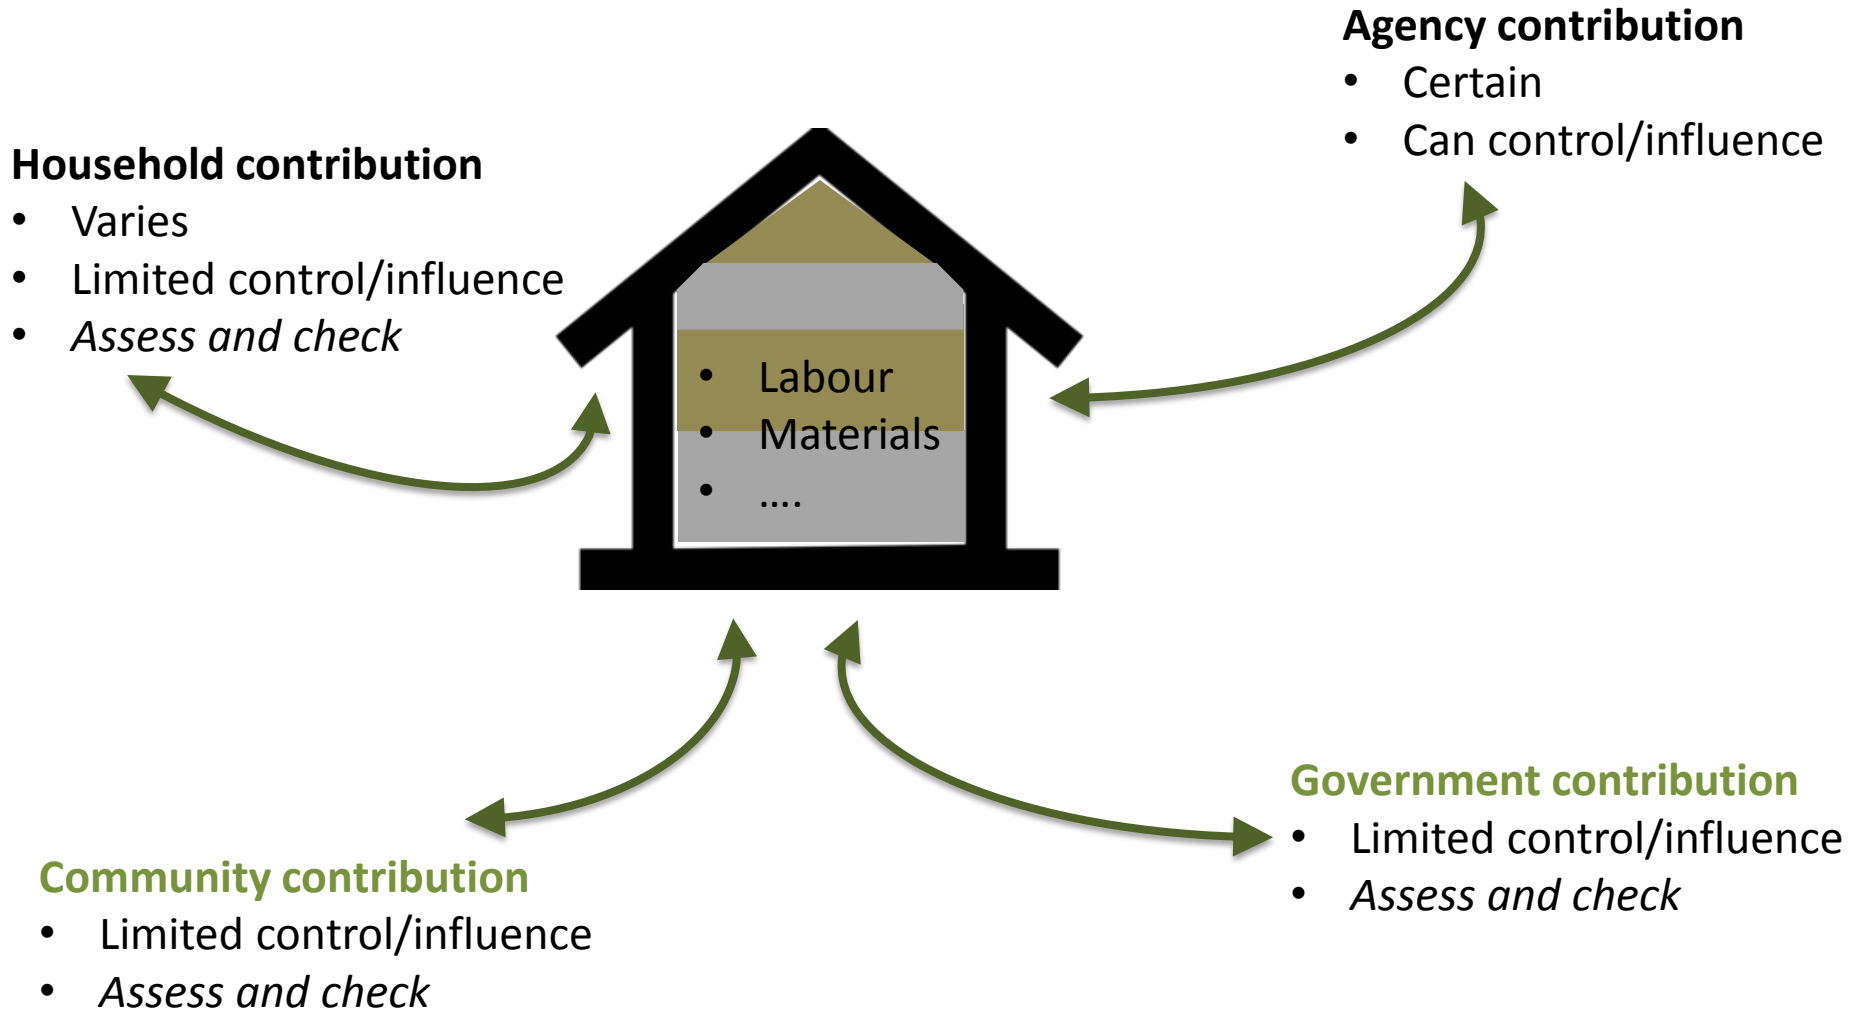 Agency contribution
• Certain
• Can control/influence
Household contribution
• Varies
• Limited control/influence
• Assess and check
• Labour
• Materials
• ....
Government contribution
• Limited control/influence
• Assess and check
Community contribution
• Limited control/influence
• Assess and check